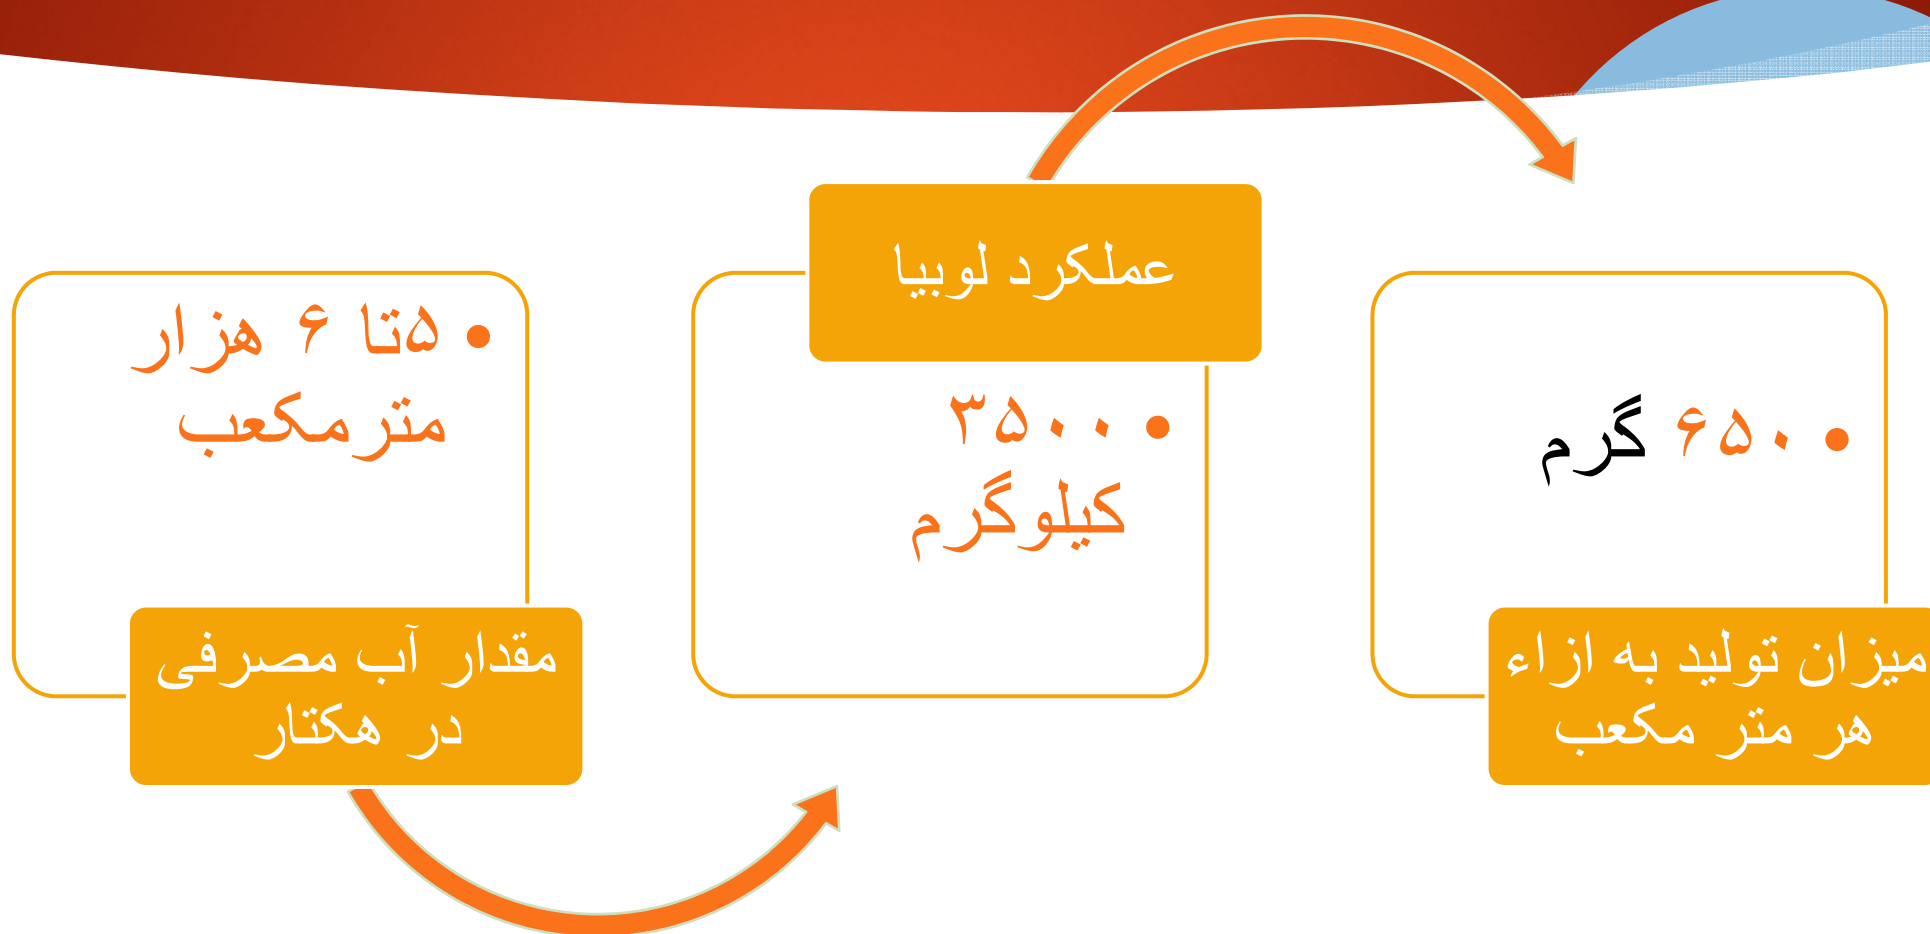 • ۵تا ۶ هزار
مترمکعب
مقدار آب مصرفی
در هکتار
عملکرد لوبیا
• ۳۵۰۰
کیلوگرم
• ۶۵۰ گرم
میزان تولید به ازاء
هر متر مکعب